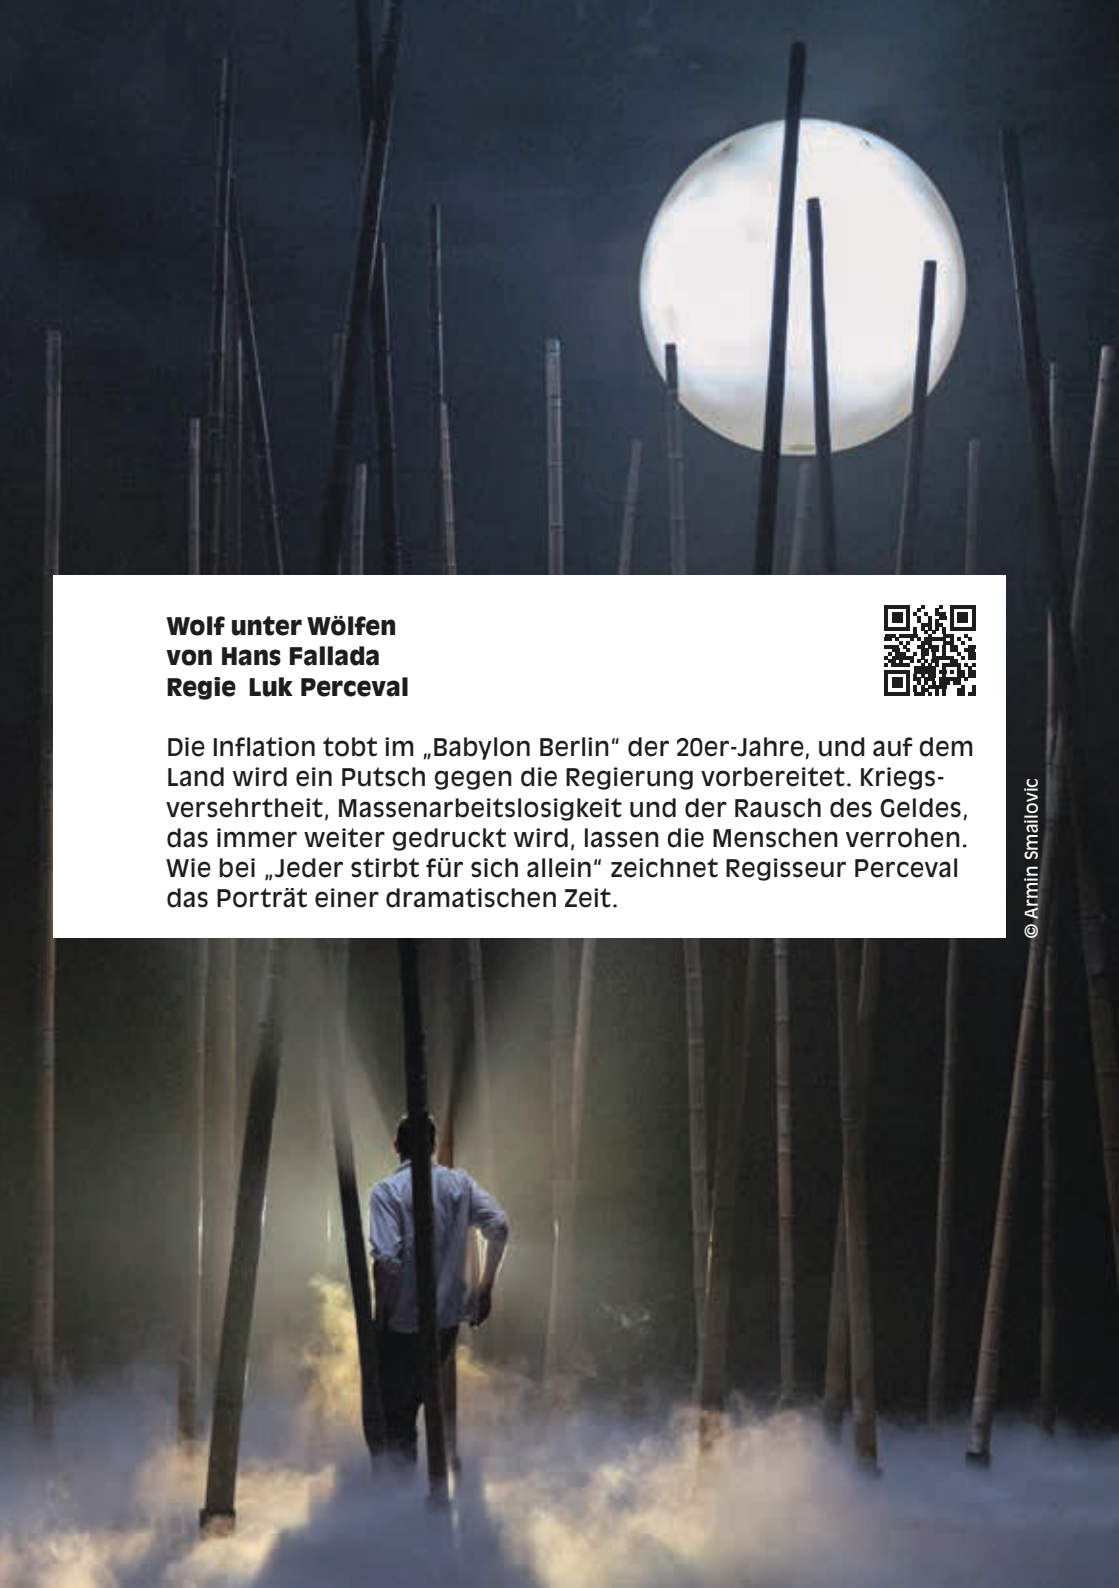 Wolf unter Wölfen
von Hans Fallada
Regie Luk Perceval
Die Inflation tobt im „Babylon Berlin“ der 20er-Jahre, und auf dem
Land wird ein Putsch gegen die Regierung vorbereitet. Kriegs-
versehrtheit, Massenarbeitslosigkeit und der Rausch des Geldes,
das immer weiter gedruckt wird, lassen die Menschen verrohen.
Wie bei „Jeder stirbt für sich allein“ zeichnet Regisseur Perceval
das Porträt einer dramatischen Zeit.
© Armin Smailovic